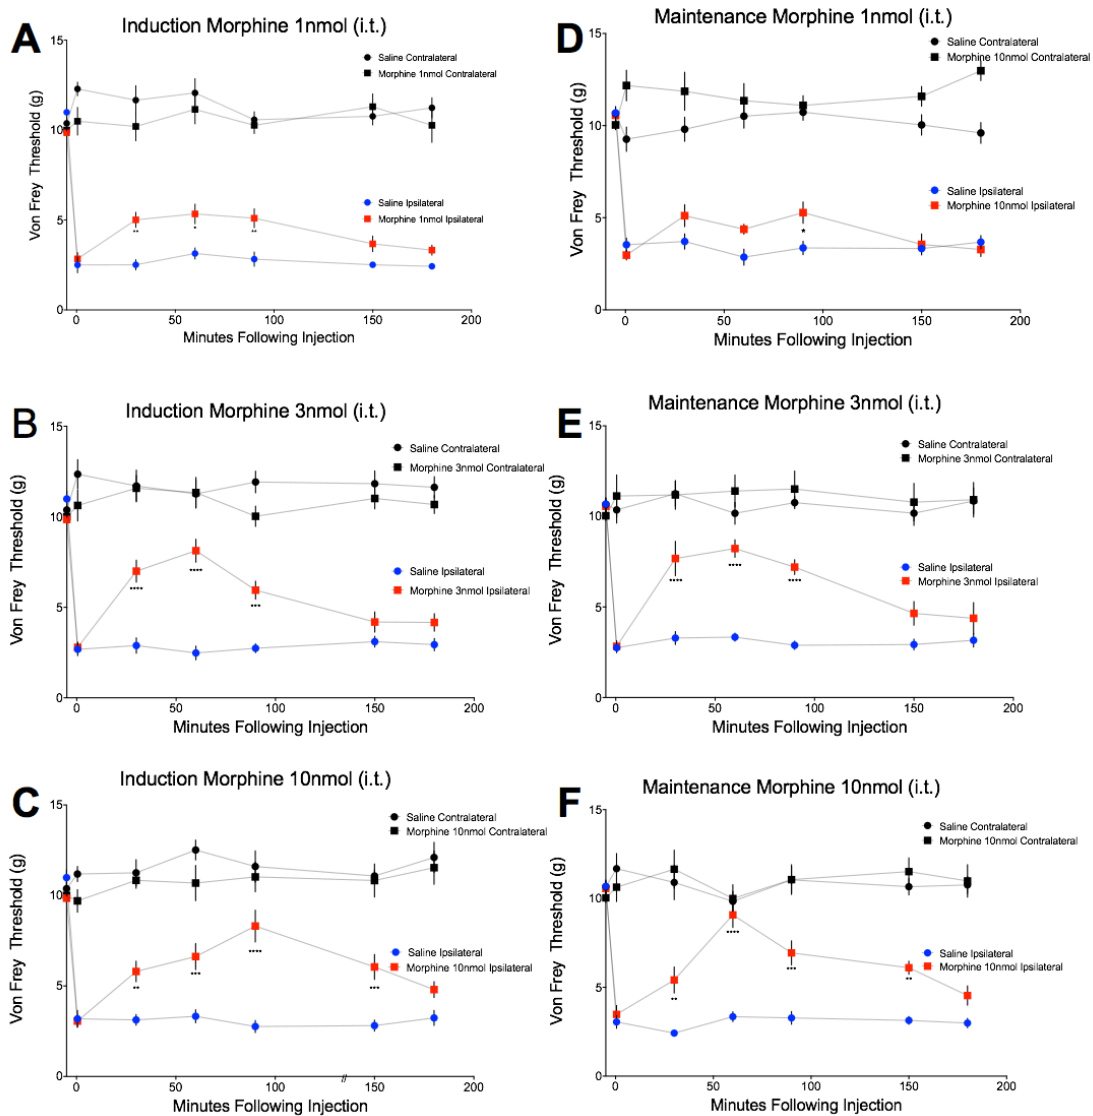 A
Induction Morphine 1nmol (i.t.)
15
10
5
0
Von Frey Threshold (g)
Saline Contralateral
Morphine 1nmol Contralateral
Saline Ipsilateral
Morphine 1nmol Ipsilateral
**
*
**
0
50
100
150
200
Minutes Following Injection
D
Maintenance Morphine 1nmol (i.t.)
15
10
5
0
Von Frey Threshold (g)
Saline Contralateral
Morphine 10nmol Contralateral
Saline Ipsilateral
Morphine 10nmol Ipsilateral
*
0
50
100
150
200
Minutes Following Injection
B
Induction Morphine 3nmol (i.t.)
15
10
5
0
Von Frey Threshold (g)
Saline Contralateral
Morphine 3nmol Contralateral
Saline Ipsilateral
Morphine 3nmol Ipsilateral
****
****
***
0
50
100
150
200
Minutes Following Injection
E
Maintenance Morphine 3nmol (i.t.)
15
10
5
0
Von Frey Threshold (g)
Saline Contralateral
Morphine 3nmol Contralateral
Saline Ipsilateral
Morphine 3nmol Ipsilateral
****
****
****
0
50
100
150
200
Minutes Following Injection
C
Induction Morphine 10nmol (i.t.)
15
10
5
0
Von Frey Threshold (g)
Saline Contralateral
Morphine 10nmol Contralateral
Saline Ipsilateral
Morphine 10nmol Ipsilateral
**
***
****
***
0
50
100
//
150
200
Minutes Following Injection
F
Maintenance Morphine 10nmol (i.t.)
15
10
5
0
Von Frey Threshold (g)
Saline Contralateral
Morphine 10nmol Contralateral
Saline Ipsilateral
Morphine 10nmol Ipsilateral
**
****
***
**
0
50
100
150
200
Minutes Following Injection